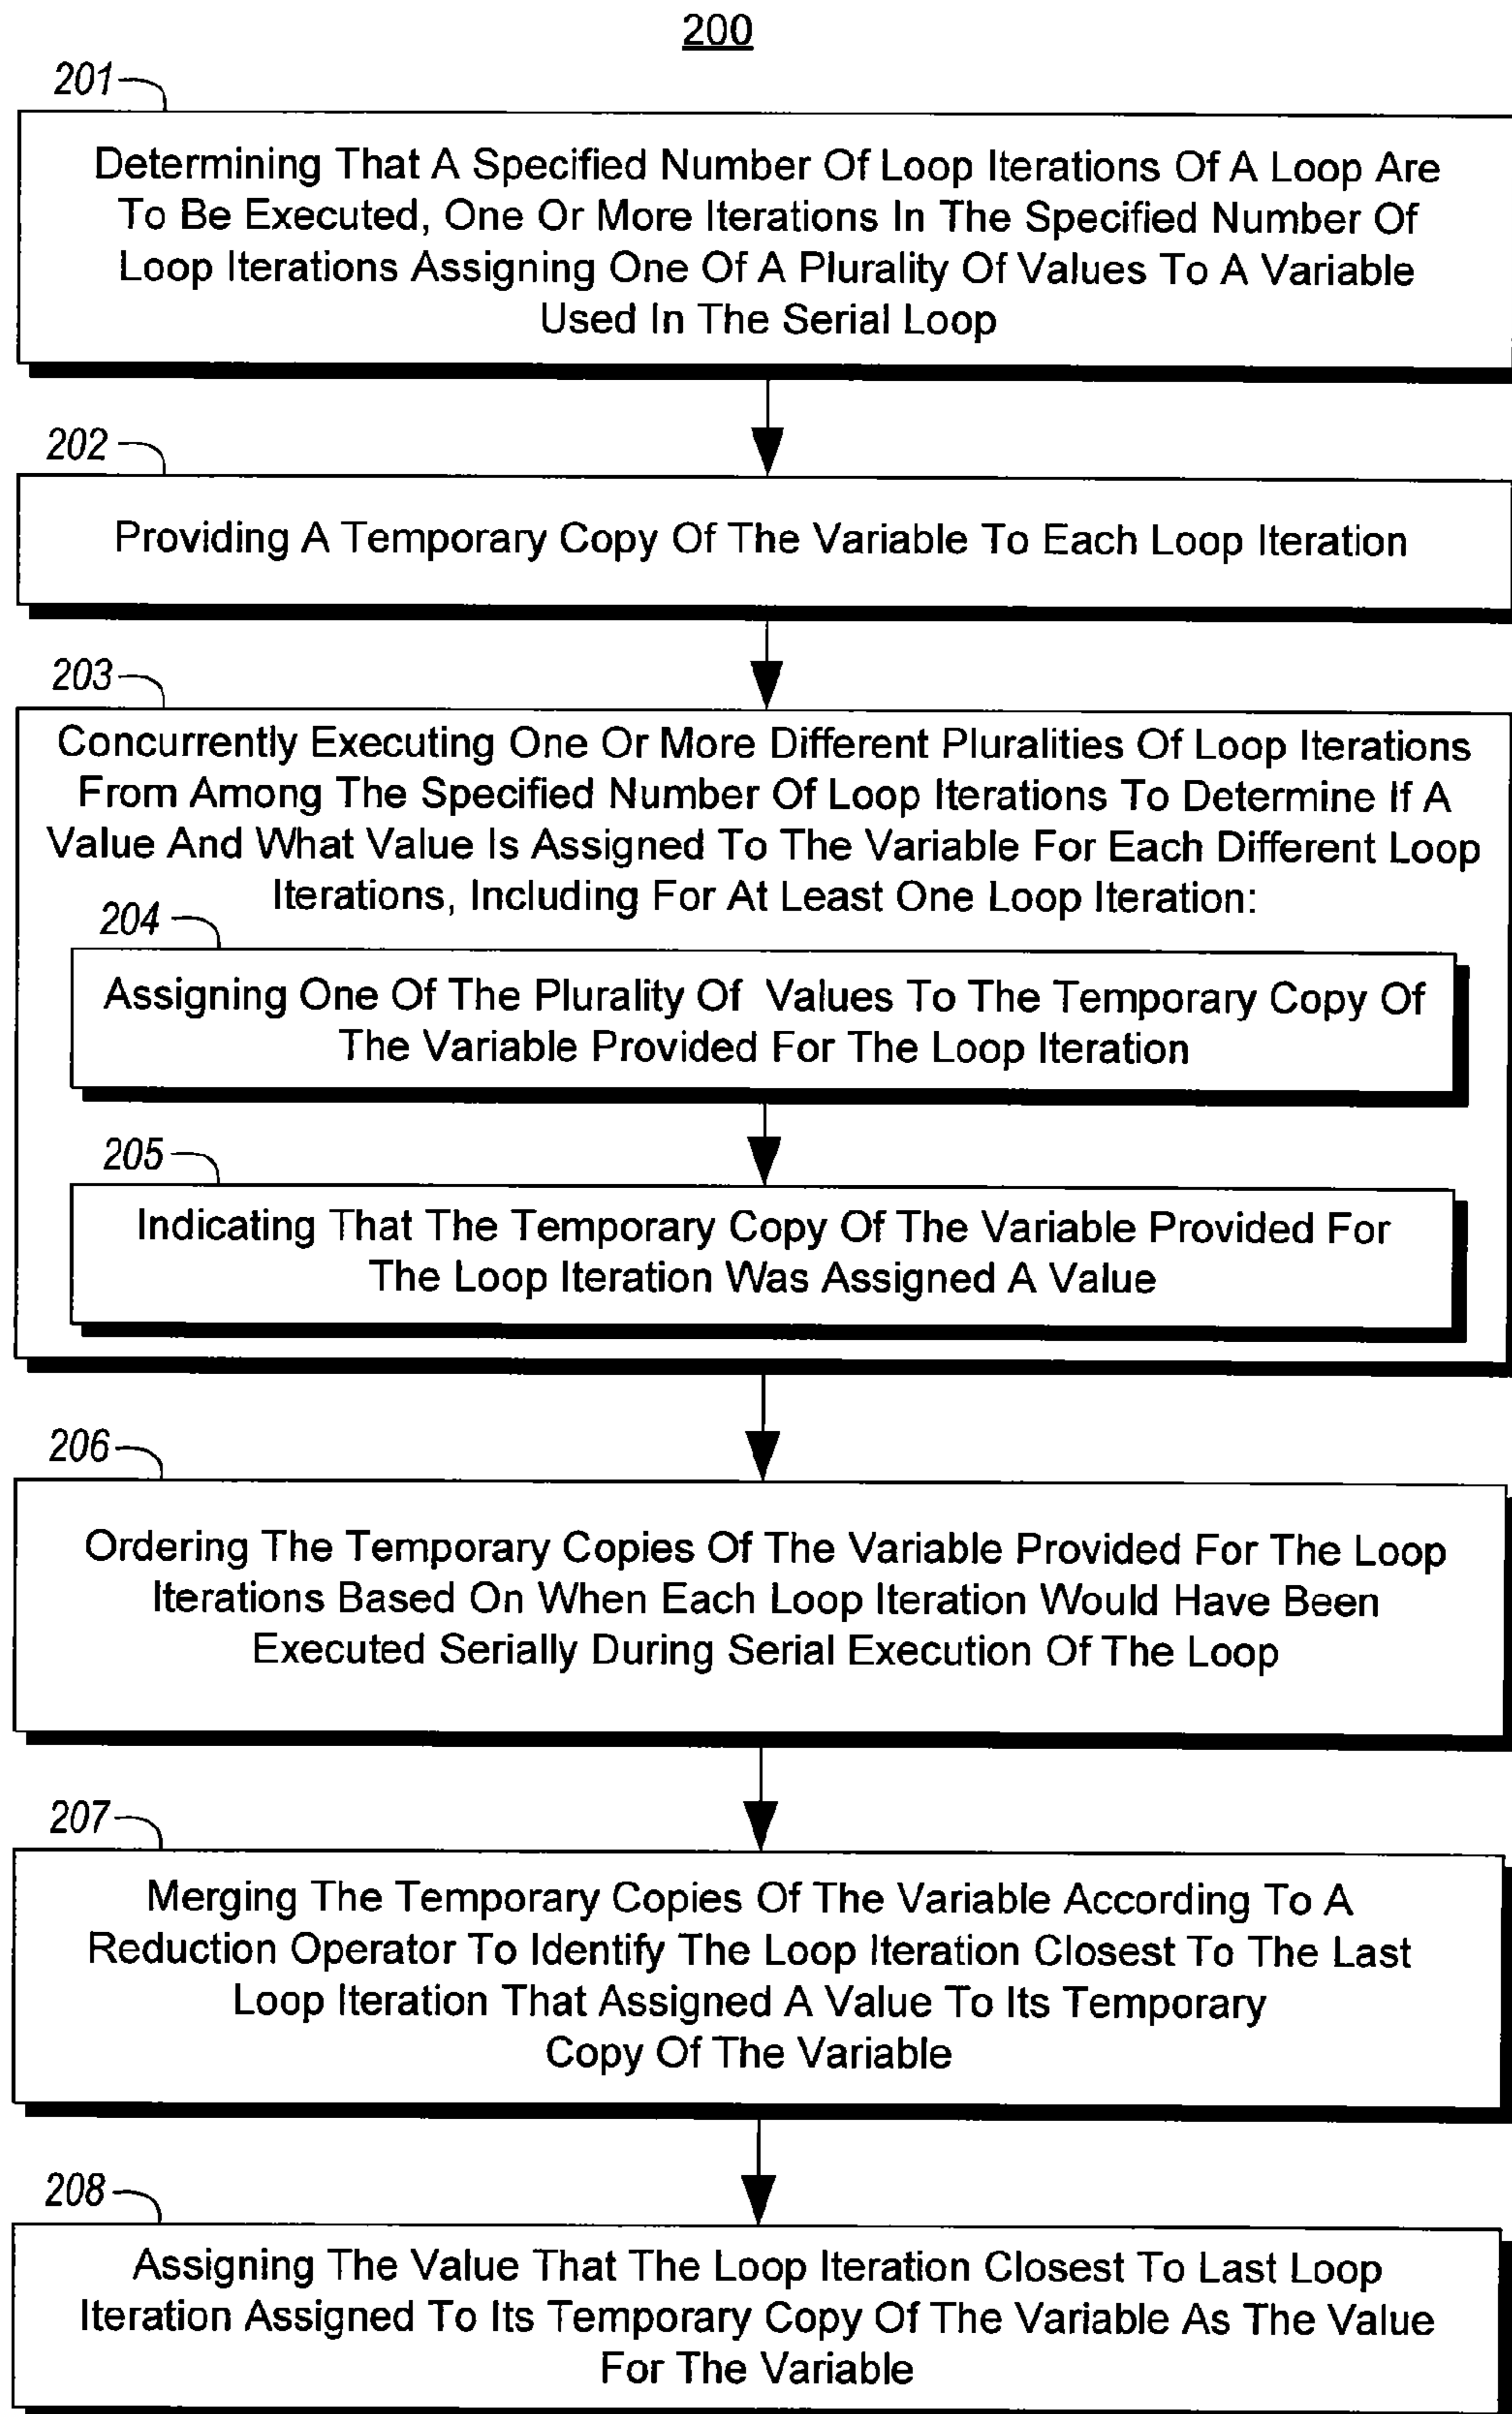 200
201
Determining That A Specified Number Of Loop Iterations Of A Loop Are
To Be Executed, One Or More Iterations In The Specified Number Of
Loop Iterations Assigning One Of A Plurality Of Values To A Variable
Used In The Serial Loop
202
Providing A Temporary Copy Of The Variable To Each Loop Iteration
203
Concurrently Executing One Or More Different Pluralities Of Loop Iterations
From Among The Specified Number Of Loop Iterations To Determine If A
Value And What Value Is Assigned To The Variable For Each Different Loop
Iterations, Including For At Least One Loop Iteration:
204
Assigning One Of The Plurality Of Values To The Temporary Copy Of
The Variable Provided For The Loop Iteration
205
Indicating That The Temporary Copy Of The Variable Provided For
The Loop Iteration Was Assigned A Value
206
Ordering The Temporary Copies Of The Variable Provided For The Loop
Iterations Based On When Each Loop Iteration Would Have Been
Executed Serially During Serial Execution Of The Loop
207
Merging The Temporary Copies Of The Variable According To A
Reduction Operator To Identify The Loop Iteration Closest To The Last
Loop Iteration That Assigned A Value To Its Temporary
Copy Of The Variable
208
Assigning The Value That The Loop Iteration Closest To Last Loop
Iteration Assigned To Its Temporary Copy Of The Variable As The Value
For The Variable